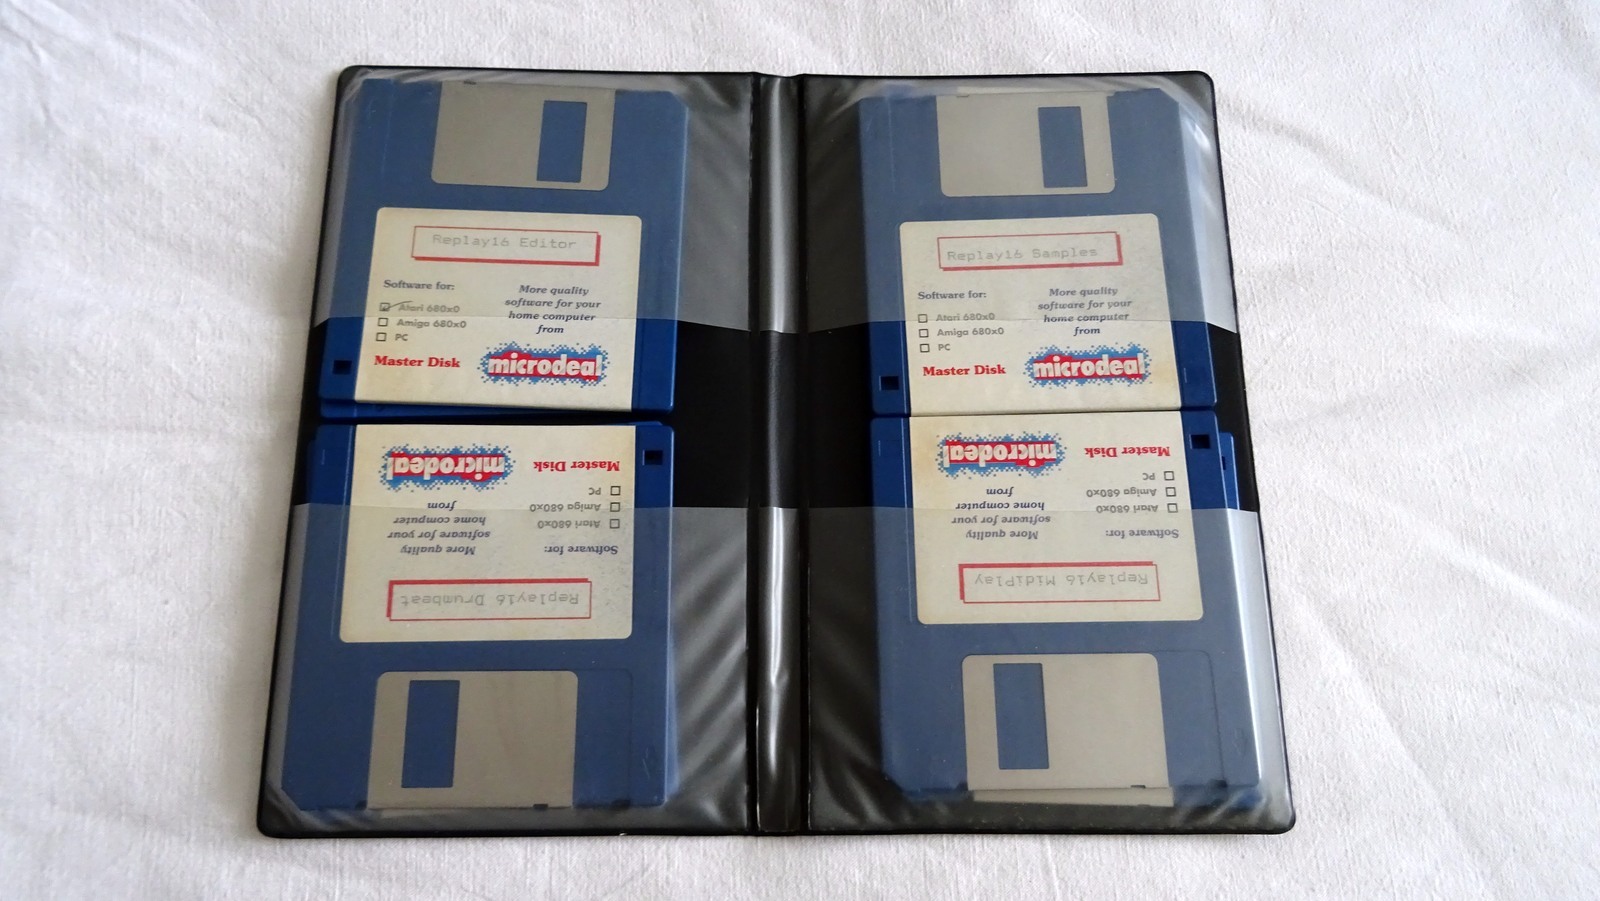 Replay16 Editor
Software for:
Atari 680x0
Amiga 680x0
PC
Master Disk
More quality
software for your
home computer
from
microdeal
Replay16 Samples
Software for:
Atari 680x0
Amiga 680x0
PC
Master Disk
More quality
software for your
home computer
from
microdeal
Replay16 Drumbeat
Software for:
Atari 680x0
Amiga 680x0
PC
Master Disk
More quality
software for your
home computer
from
microdeal
Replay16 MidiPlay
Software for:
Atari 680x0
Amiga 680x0
PC
Master Disk
More quality
software for your
home computer
from
microdeal